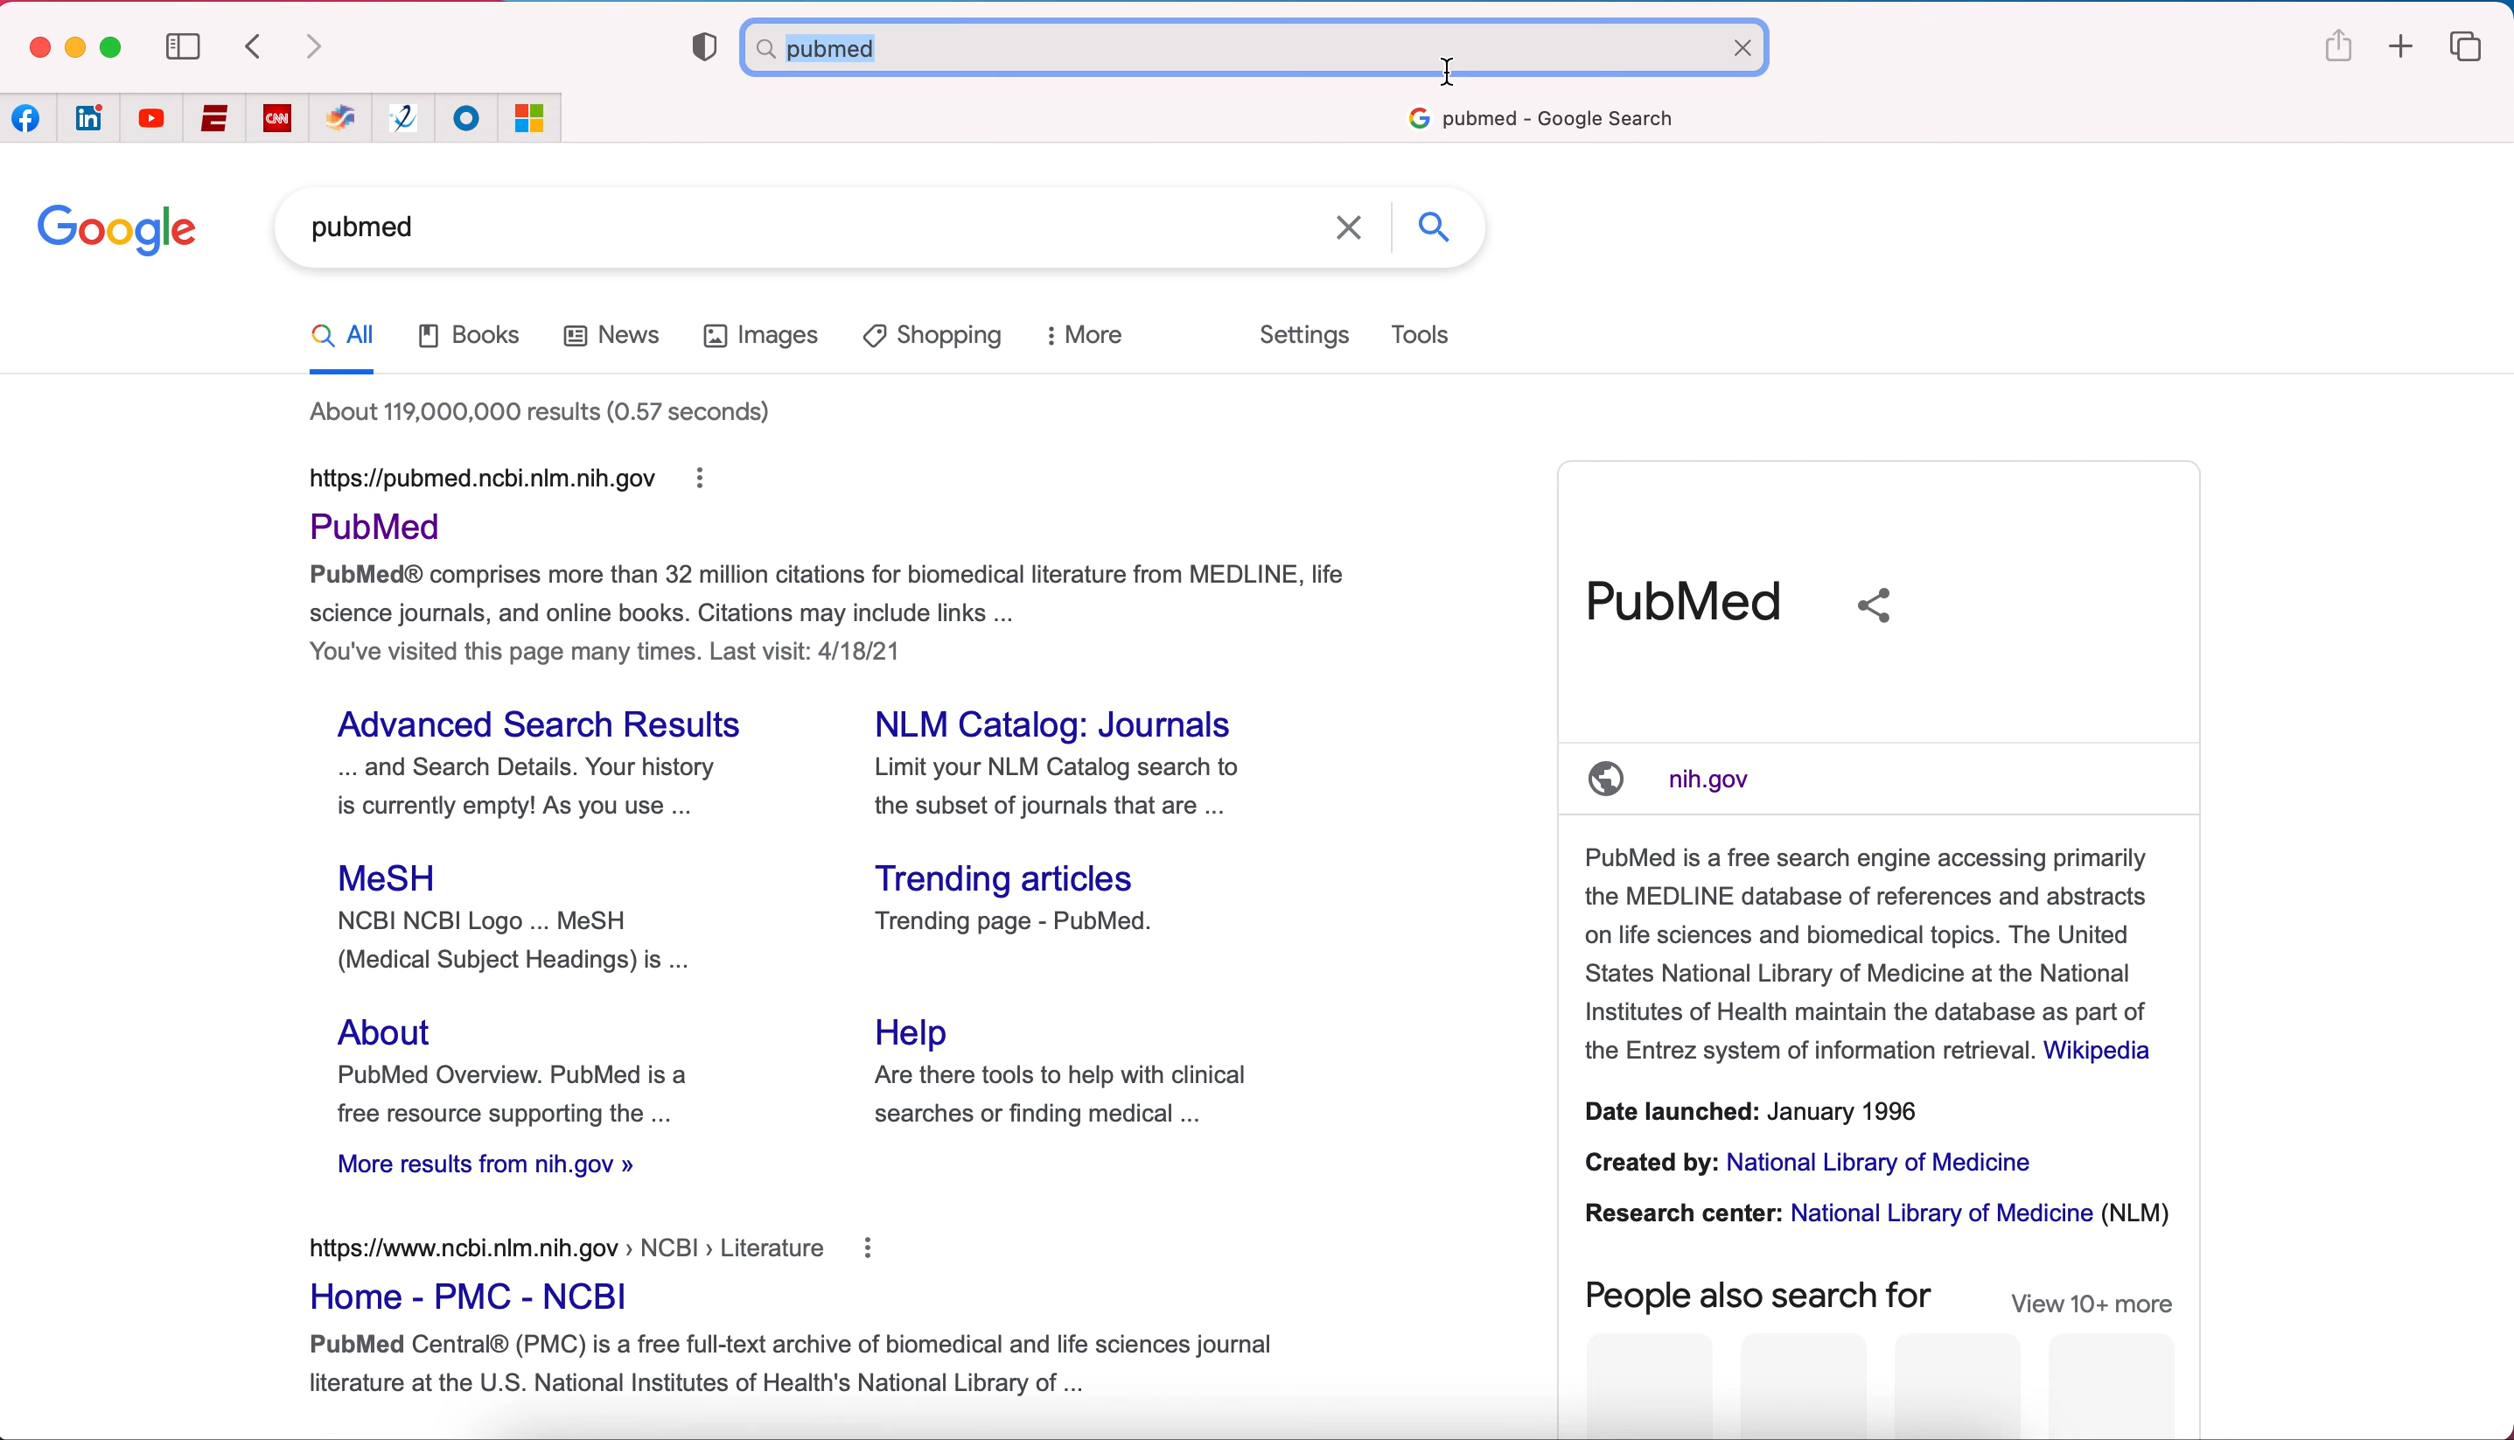 pubmed
in
CNN
pubmed - Google Search
Google
pubmed
All Books News Images Shopping More Settings Tools
About 119,000,000 results (0.57 seconds)
https://pubmed.ncbi.nlm.nih.gov
PubMed
PubMed® comprises more than 32 million citations for biomedical literature from MEDLINE, life
science journals, and online books. Citations may include links ...
You've visited this page many times. Last visit: 4/18/21
Advanced Search Results
... and Search Details. Your history
is currently empty! As you use ...
NLM Catalog: Journals
Limit your NLM Catalog search to
the subset of journals that are ...
MeSH
NCBI NCBI Logo ... MeSH
(Medical Subject Headings) is ...
Trending articles
Trending page - PubMed.
About
PubMed Overview. PubMed is a
free resource supporting the ...
Help
Are there tools to help with clinical
searches or finding medical ...
More results from nih.gov »
https://www.ncbi.nlm.nih.gov › NCBI › Literature
Home - PMC - NCBI
PubMed Central® (PMC) is a free full-text archive of biomedical and life sciences journal
literature at the U.S. National Institutes of Health's National Library of ...
PubMed
nih.gov
PubMed is a free search engine accessing primarily
the MEDLINE database of references and abstracts
on life sciences and biomedical topics. The United
States National Library of Medicine at the National
Institutes of Health maintain the database as part of
the Entrez system of information retrieval. Wikipedia
Date launched: January 1996
Created by: National Library of Medicine
Research center: National Library of Medicine (NLM)
People also search for
View 10+ more